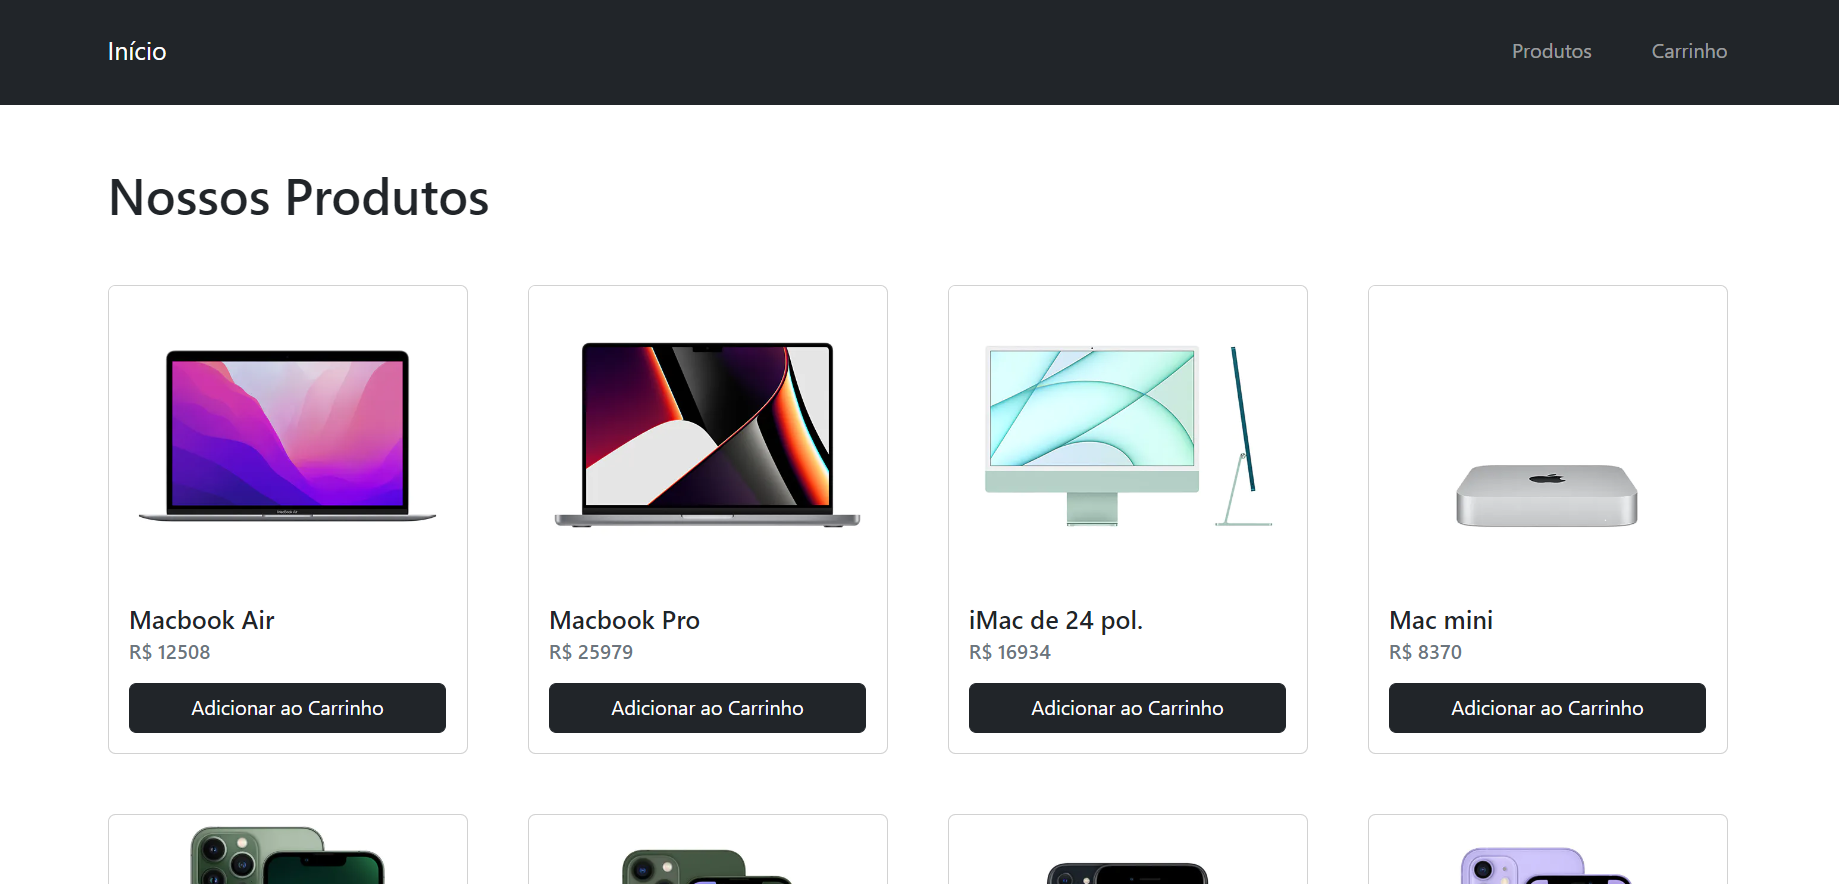 Início
Produtos
Carrinho
Nossos Produtos
Macbook Air
R$ 12508
Adicionar ao Carrinho
Macbook Pro
R$ 25979
Adicionar ao Carrinho
iMac de 24 pol.
R$ 16934
Adicionar ao Carrinho
Mac mini
R$ 8370
Adicionar ao Carrinho